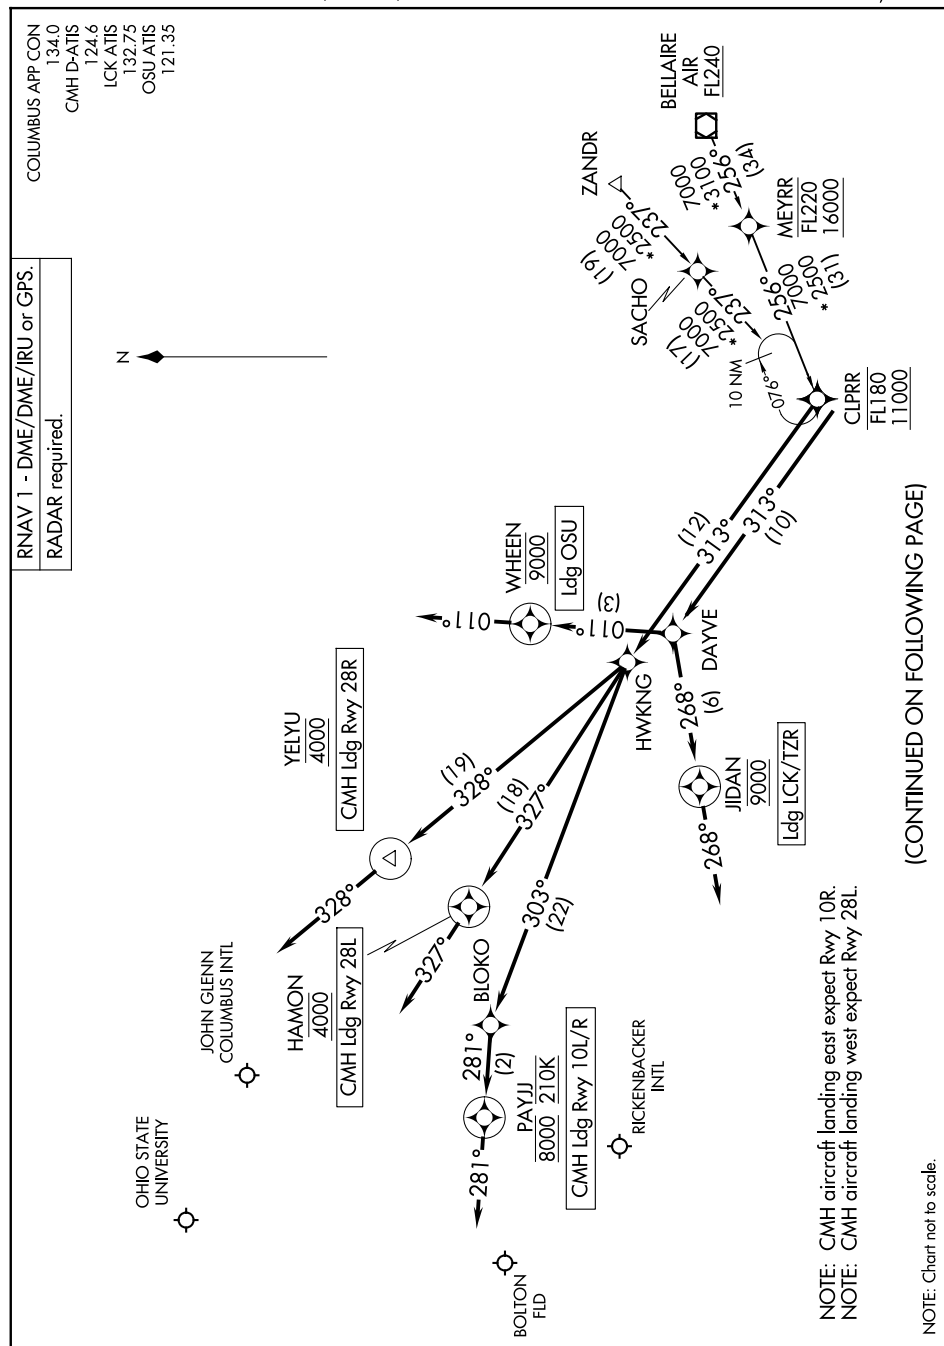 RNAV 1 - DME/DME/IRU or GPS.
RADAR required.
COLUMBUS APP CON
134.0
CMH D-ATIS
124.6
LCK ATIS
132.75
OSU ATIS
121.35
N
OHIO STATE
UNIVERSITY
JOHN GLENN
COLUMBUS INTL
BOLTON
FLD
RICKENBACKER
INTL
YELYU
4000
CMH Ldg Rwy 28R
328°
328°
(19)
HAMON
4000
CMH Ldg Rwy 28L
327°
327°
(18)
BLOKO
303°
(22)
281°
(2)
281°
PAYJJ
8000 210K
CMH Ldg Rwy 10L/R
WHEEN
9000
Ldg OSU
011°
011°
(3)
HWKNG
DAYVE
268°
(6)
268°
JIDAN
9000
Ldg LCK/TZR
(12)
313°
313°
(10)
ZANDR
237°
*2500
7000
(19)
SACHO
237°
*2500
7000
(17)
10 NM
076°
BELLAIRE
AIR
FL240
7000
*3100
256°
(34)
MEYRR
FL220
16000
256°
7000
*2500
(31)
CLPRR
FL180
11000
(CONTINUED ON FOLLOWING PAGE)
NOTE: CMH aircraft landing east expect Rwy 10R.
NOTE: CMH aircraft landing west expect Rwy 28L.
NOTE: Chart not to scale.